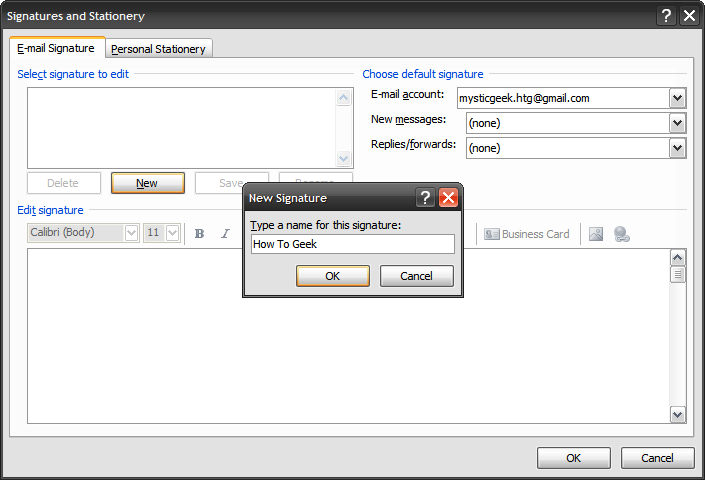 Signatures and Stationery
E-mail Signature Personal Stationery
Select signature to edit
Choose default signature
E-mail account: mysticgeek.htg@gmail.com
New messages: (none)
Replies/forwards: (none)
Delete New Save
New Signature
Type a name for this signature:
How To Geek
OK Cancel
Edit signature
Calibri (Body) 11 B I Business Card
OK Cancel